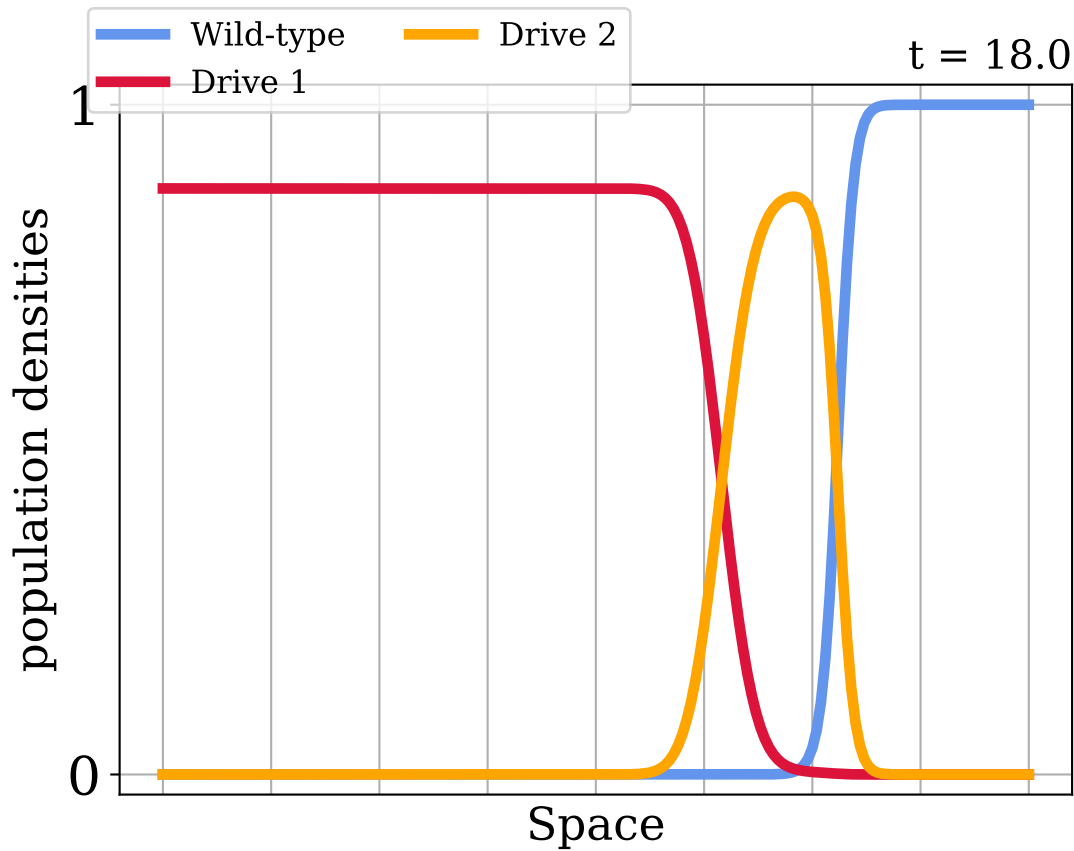 Wild-type
Drive 1
Drive 2
t = 18.0
1
0
population densities
Space